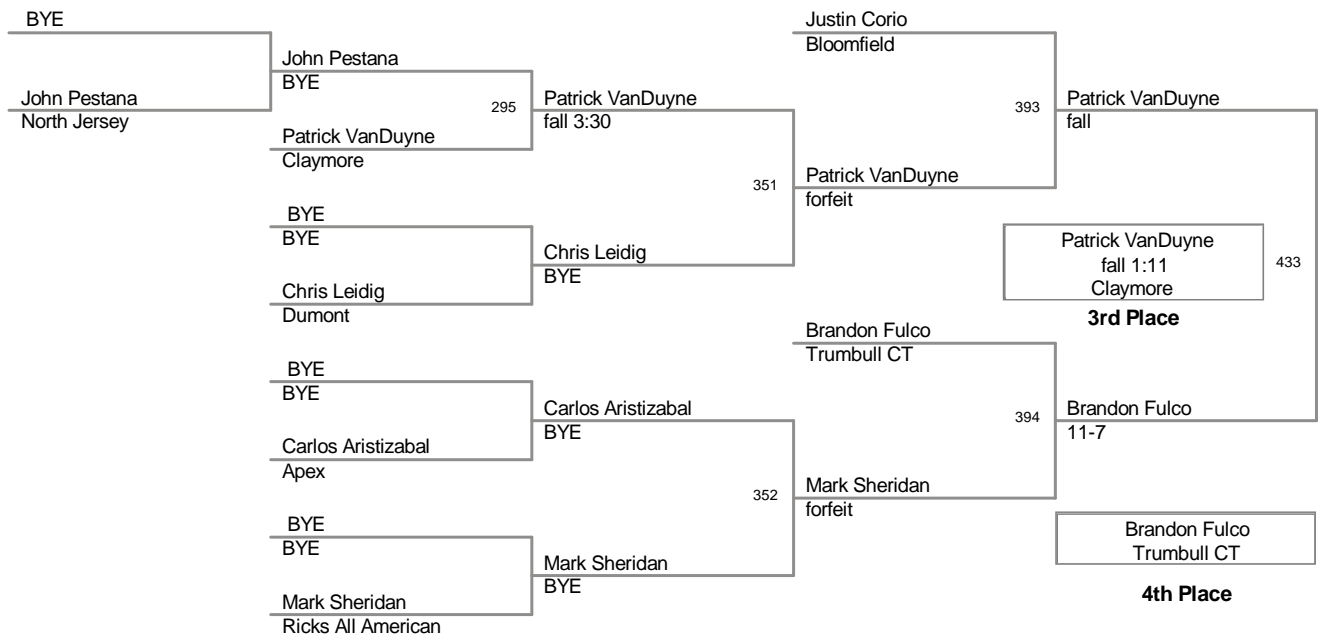 BYE
John Pestana
North Jersey
John Pestana
BYE
295
Patrick VanDuyne
Claymore
BYE
BYE
Chris Leidig
Dumont
BYE
BYE
Carlos Aristizabal
Apex
BYE
BYE
Mark Sheridan
Ricks All American
Patrick VanDuyne
fall 3:30
351
Chris Leidig
BYE
Carlos Aristizabal
BYE
352
Mark Sheridan
BYE
Justin Corio
Bloomfield
393
Patrick VanDuyne
forfeit
Brandon Fulco
Trumbull CT
394
Mark Sheridan
forfeit
Patrick VanDuyne
fall
Patrick VanDuyne
fall 1:11
Claymore
433
3rd Place
Brandon Fulco
11-7
Brandon Fulco
Trumbull CT
4th Place